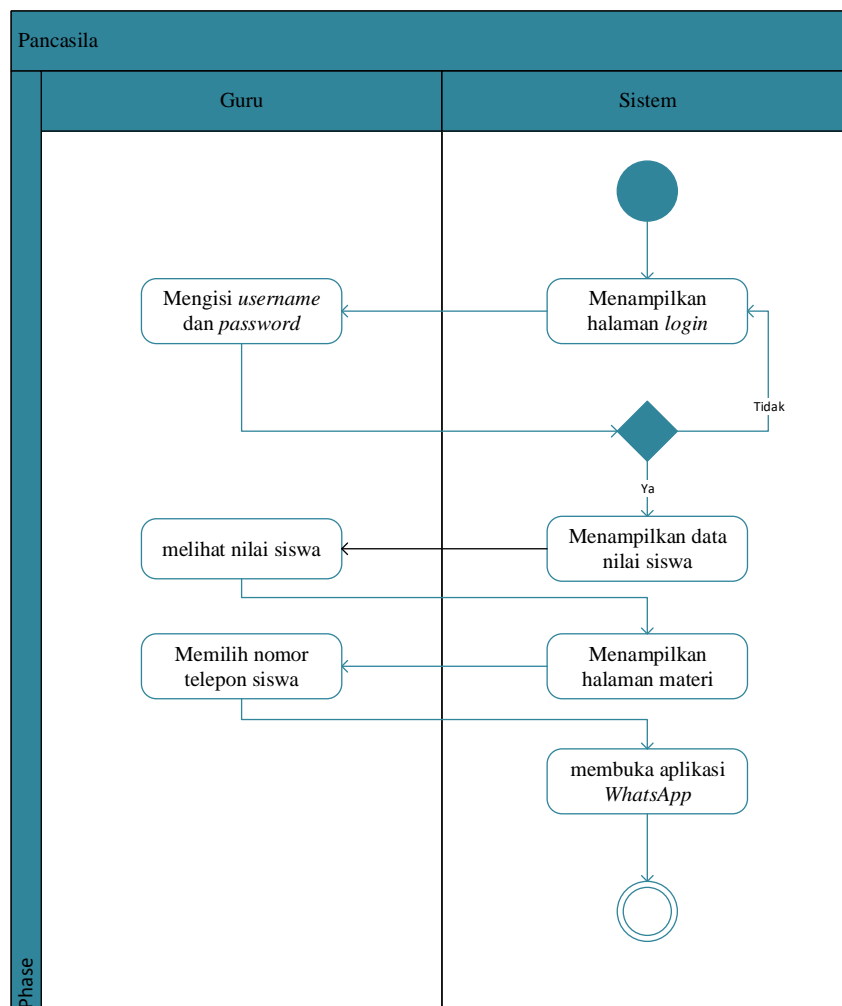 Pancasila
Guru
Sistem
Mengisi username
dan password
Menampilkan
halaman login
Tidak
Ya
melihat nilai siswa
Menampilkan data
nilai siswa
Memilih nomor
telepon siswa
Menampilkan
halaman materi
membuka aplikasi
WhatsApp
Phase